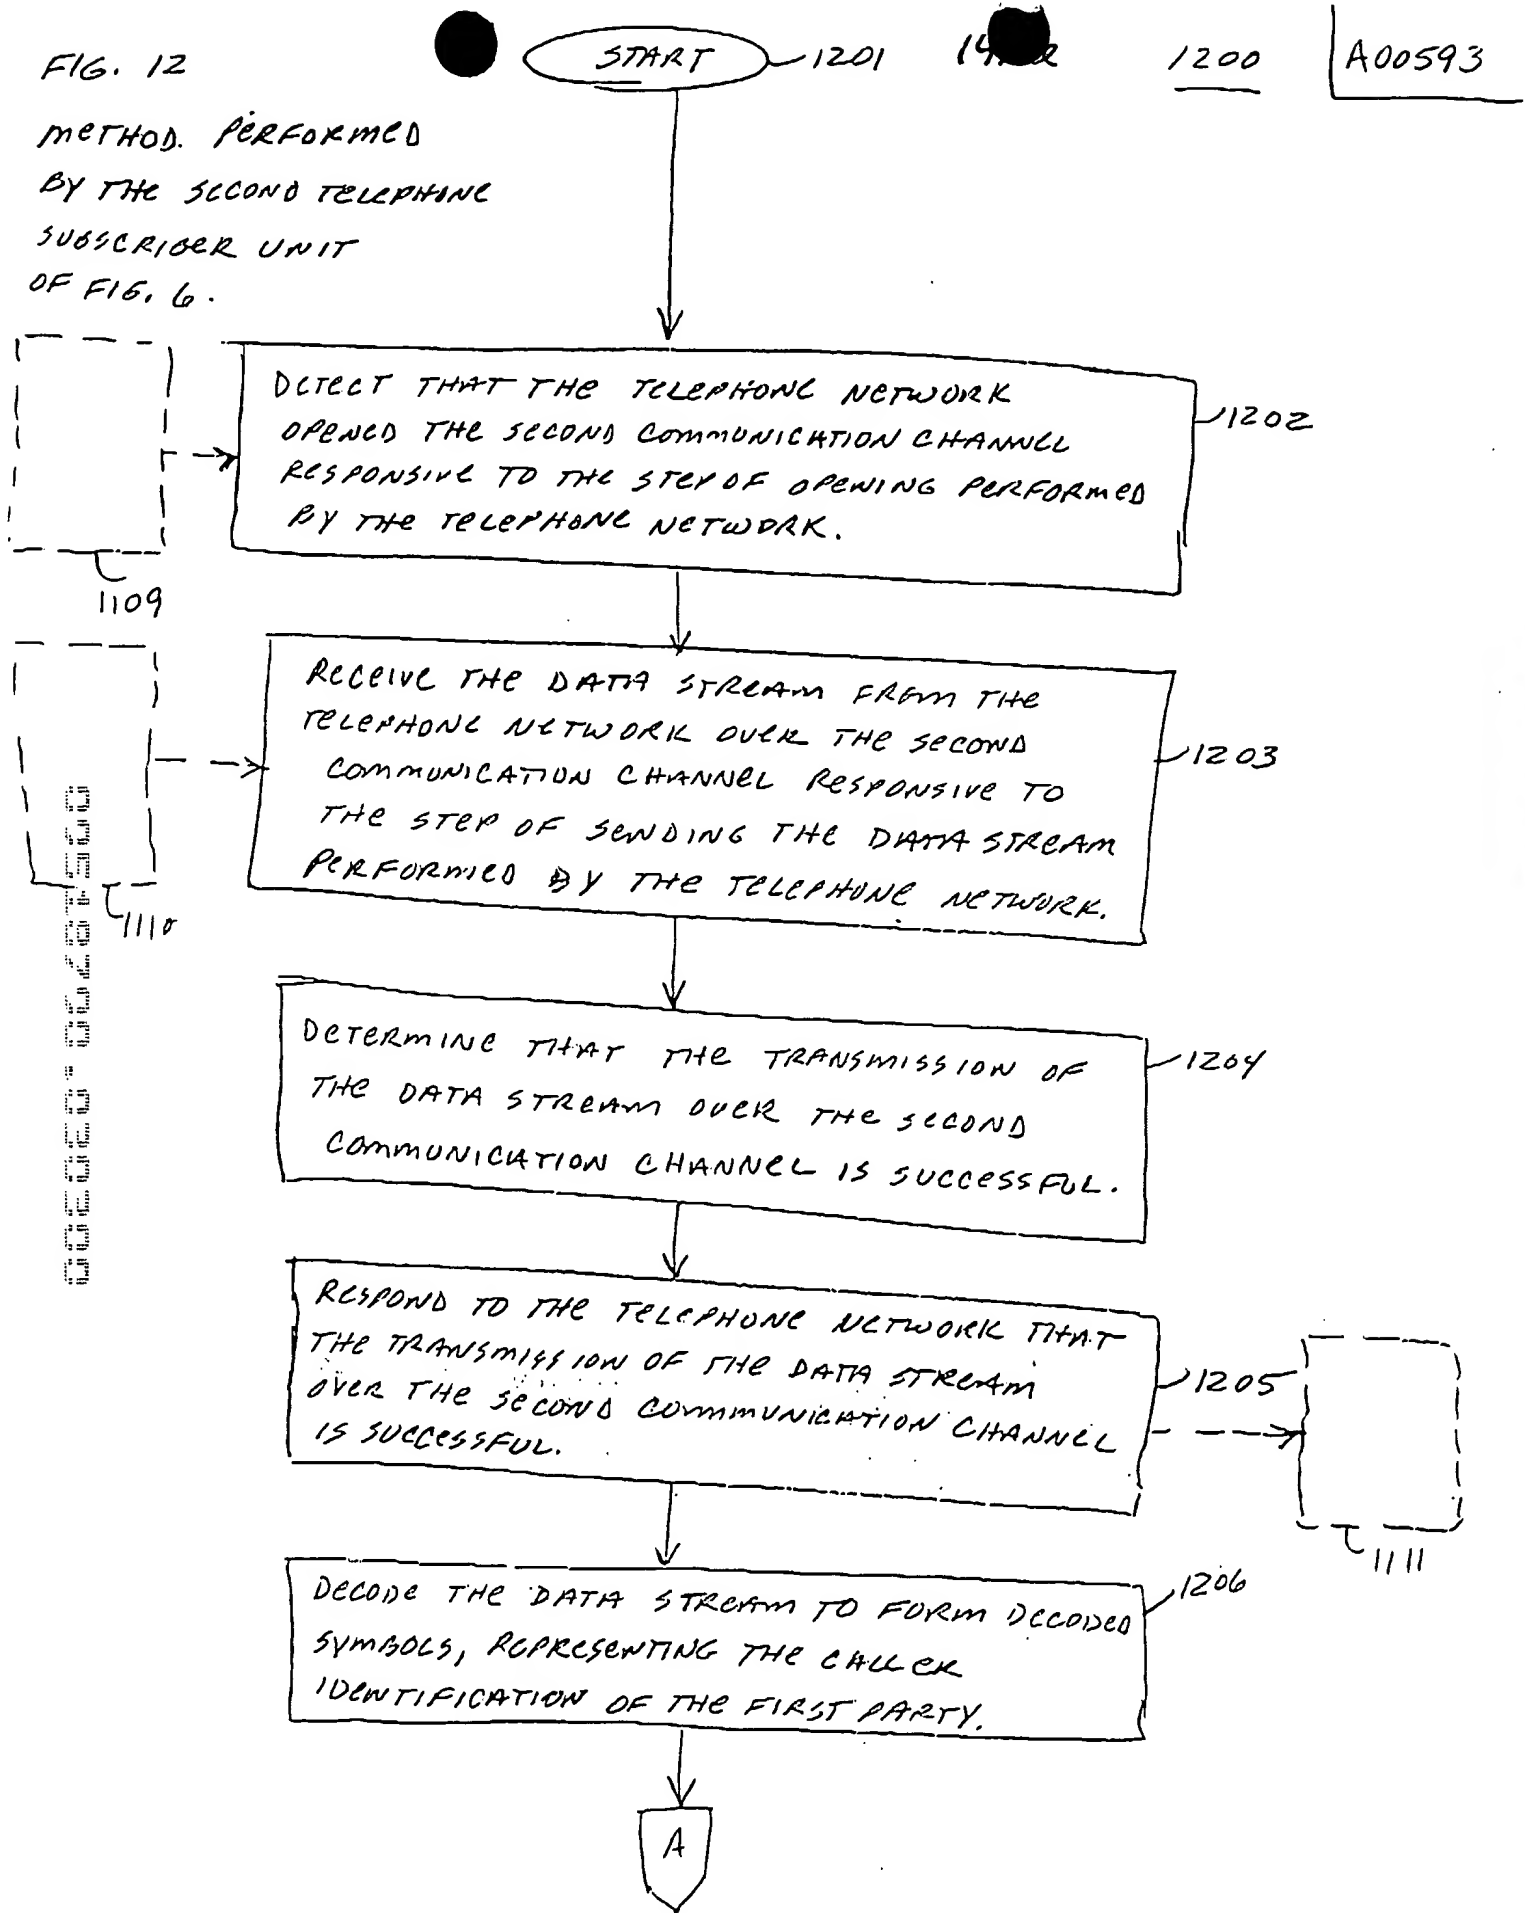 FIG. 12
START
1201
1200
A00593
METHOD. PERFORMED
BY THE SECOND TELEPHONE
SUBSCRIBER UNIT
OF FIG. 6.
DETECT THAT THE TELEPHONE NETWORK
OPENED THE SECOND COMMUNICATION CHANNEL
RESPONSIVE TO THE STEP OF OPENING PERFORMED
BY THE TELEPHONE NETWORK.
1202
1109
RECEIVE THE DATA STREAM FROM THE
TELEPHONE NETWORK OVER THE SECOND
COMMUNICATION CHANNEL RESPONSIVE TO
THE STEP OF SENDING THE DATA STREAM
PERFORMED BY THE TELEPHONE NETWORK.
1203
1110
DETERMINE THAT THE TRANSMISSION OF
THE DATA STREAM OVER THE SECOND
COMMUNICATION CHANNEL IS SUCCESSFUL.
1204
RESPOND TO THE TELEPHONE NETWORK THAT
THE TRANSMISSION OF THE DATA STREAM
OVER THE SECOND COMMUNICATION CHANNEL
IS SUCCESSFUL.
1205
1111
DECODE THE DATA STREAM TO FORM DECODED
SYMBOLS, REPRESENTING THE CALLER
IDENTIFICATION OF THE FIRST PARTY.
1206
A